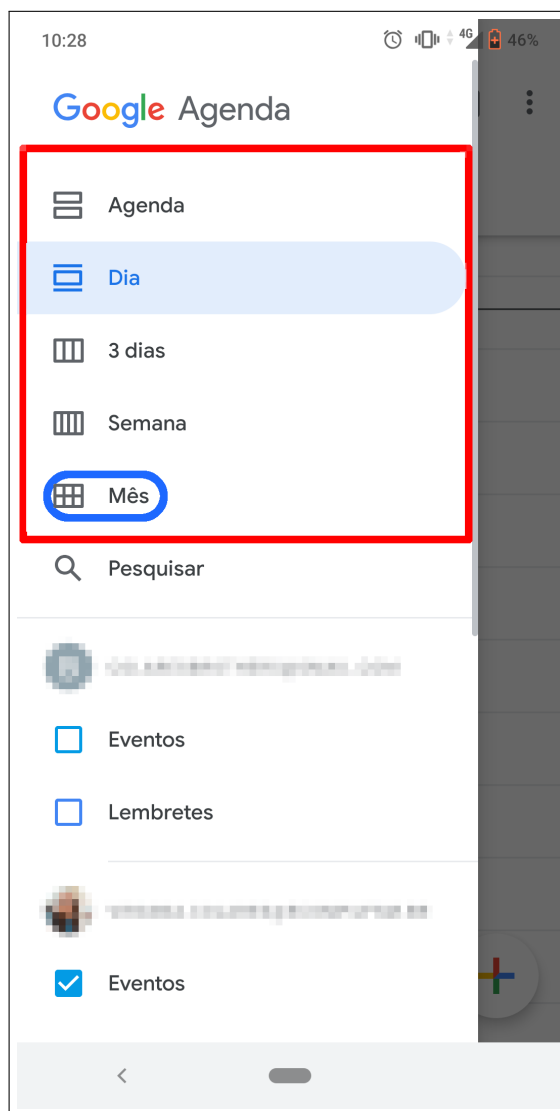 10:28
4G
46%
Google Agenda
Agenda
Dia
3 dias
Semana
Mês
Pesquisar
Eventos
Lembretes
Eventos